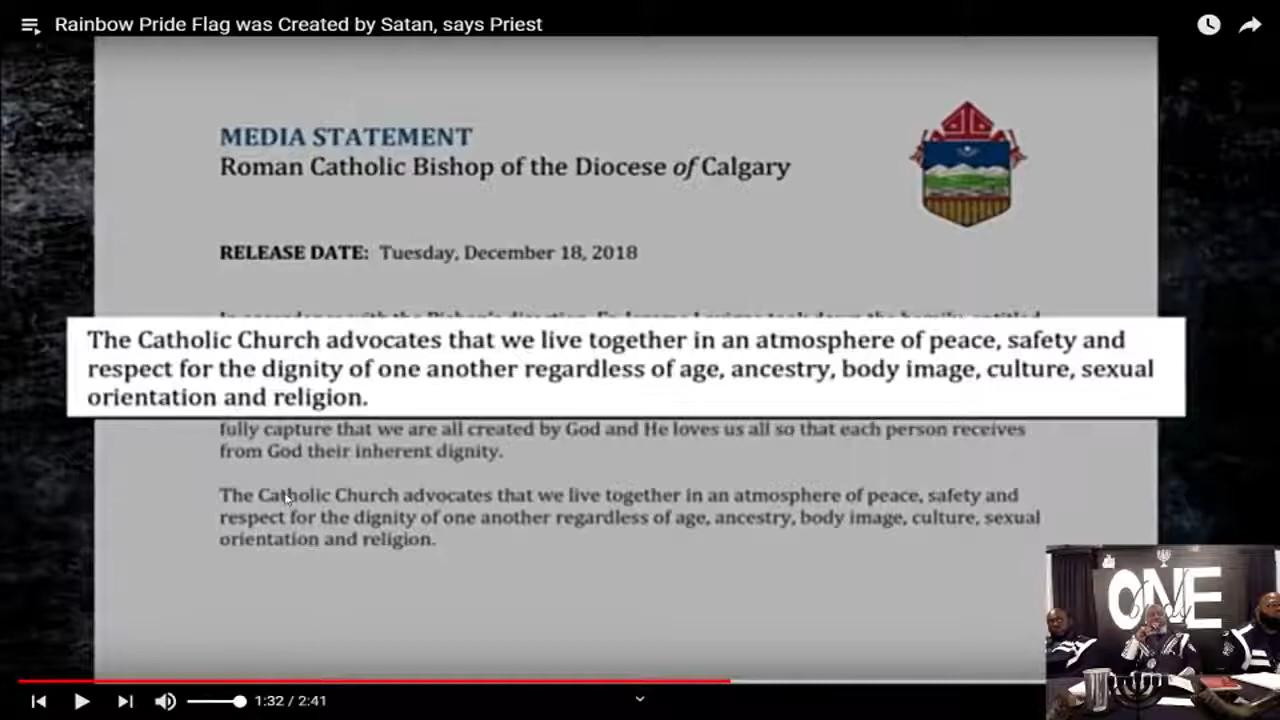 Rainbow Pride Flag was Created by Satan, says Priest
MEDIA STATEMENT
Roman Catholic Bishop of the Diocese of Calgary
RELEASE DATE: Tuesday, December 18, 2018
The Catholic Church advocates that we live together in an atmosphere of peace, safety and
respect for the dignity of one another regardless of age, ancestry, body image, culture, sexual
orientation and religion.
fully capture that we are all created by God and He loves us all so that each person receives
from God their inherent dignity.
The Catholic Church advocates that we live together in an atmosphere of peace, safety and
respect for the dignity of one another regardless of age, ancestry, body image, culture, sexual
orientation and religion.
ONE
1:32 / 2:41